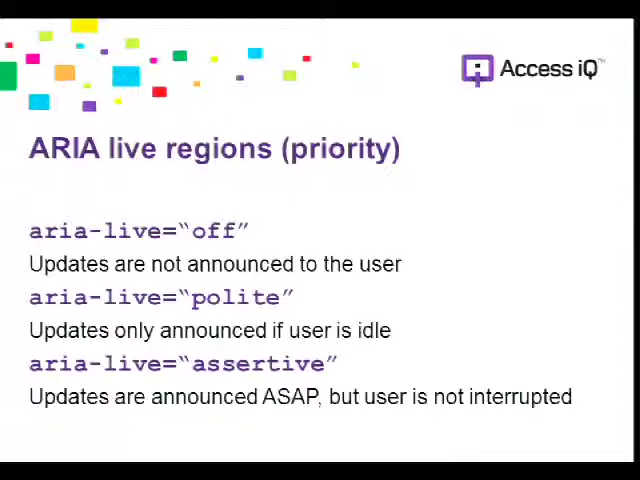 Access iQ™
ARIA live regions (priority)
aria-live=“off”
Updates are not announced to the user
aria-live=“polite”
Updates only announced if user is idle
aria-live=“assertive”
Updates are announced ASAP, but user is not interrupted